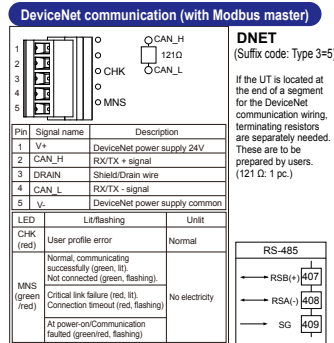 DeviceNet communication (with Modbus master)
1
2
3
4
5
CHK
MNS
CAN_H
121Ω
CAN_L
Pin Signal name Description
1 V+ DeviceNet power supply 24V
2 CAN_H RX/TX + signal
3 DRAIN Shield/Drain wire
4 CAN_L RX/TX - signal
5 V- DeviceNet power supply common
LED Lit/flashing Unlit
CHK
(red)
User profile error Normal
MNS
(green
/red)
Normal, communicating
successfully (green, lit).
Not connected (green, flashing).
Critical link failure (red, lit).
Connection timeout (red, flashing)
At power-on/Communication
faulted (green/red, flashing)
No electricity
DNET
(Suffix code: Type 3=5)
If the UT is located at
the end of a segment
for the DeviceNet
communication wiring,
terminating resistors
are separately needed.
These are to be
prepared by users.
(121 Ω: 1 pc.)
RS-485
RSB(+) 407
RSA(-) 408
SG 409